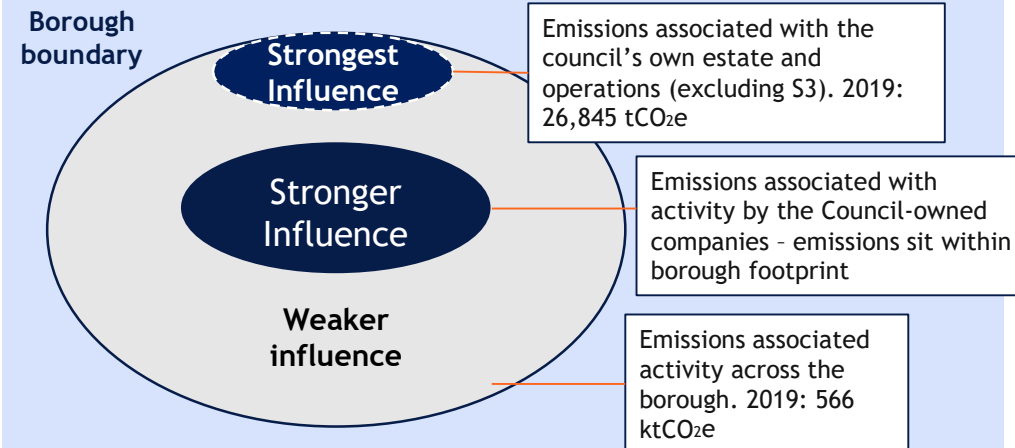 Borough
boundary
Strongest
Influence
Emissions associated with the
council’s own estate and
operations (excluding S3). 2019:
26,845 tCO₂e
Stronger
Influence
Emissions associated with
activity by the Council-owned
companies – emissions sit within
borough footprint
Weaker
influence
Emissions associated
activity across the
borough. 2019: 566
ktCO₂e